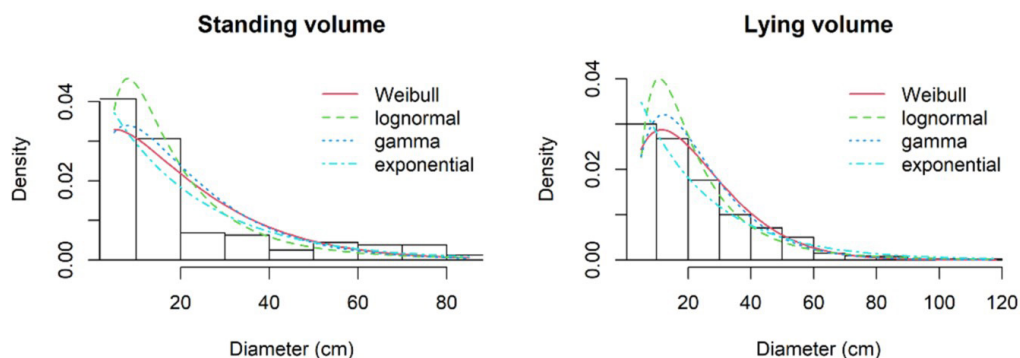 Standing volume
Density
0.04
0.02
0.00
Weibull
lognormal
gamma
exponential
20 40 60 80
Diameter (cm)
Lying volume
Density
0.04
0.02
0.00
Weibull
lognormal
gamma
exponential
20 40 60 80 100 120
Diameter (cm)